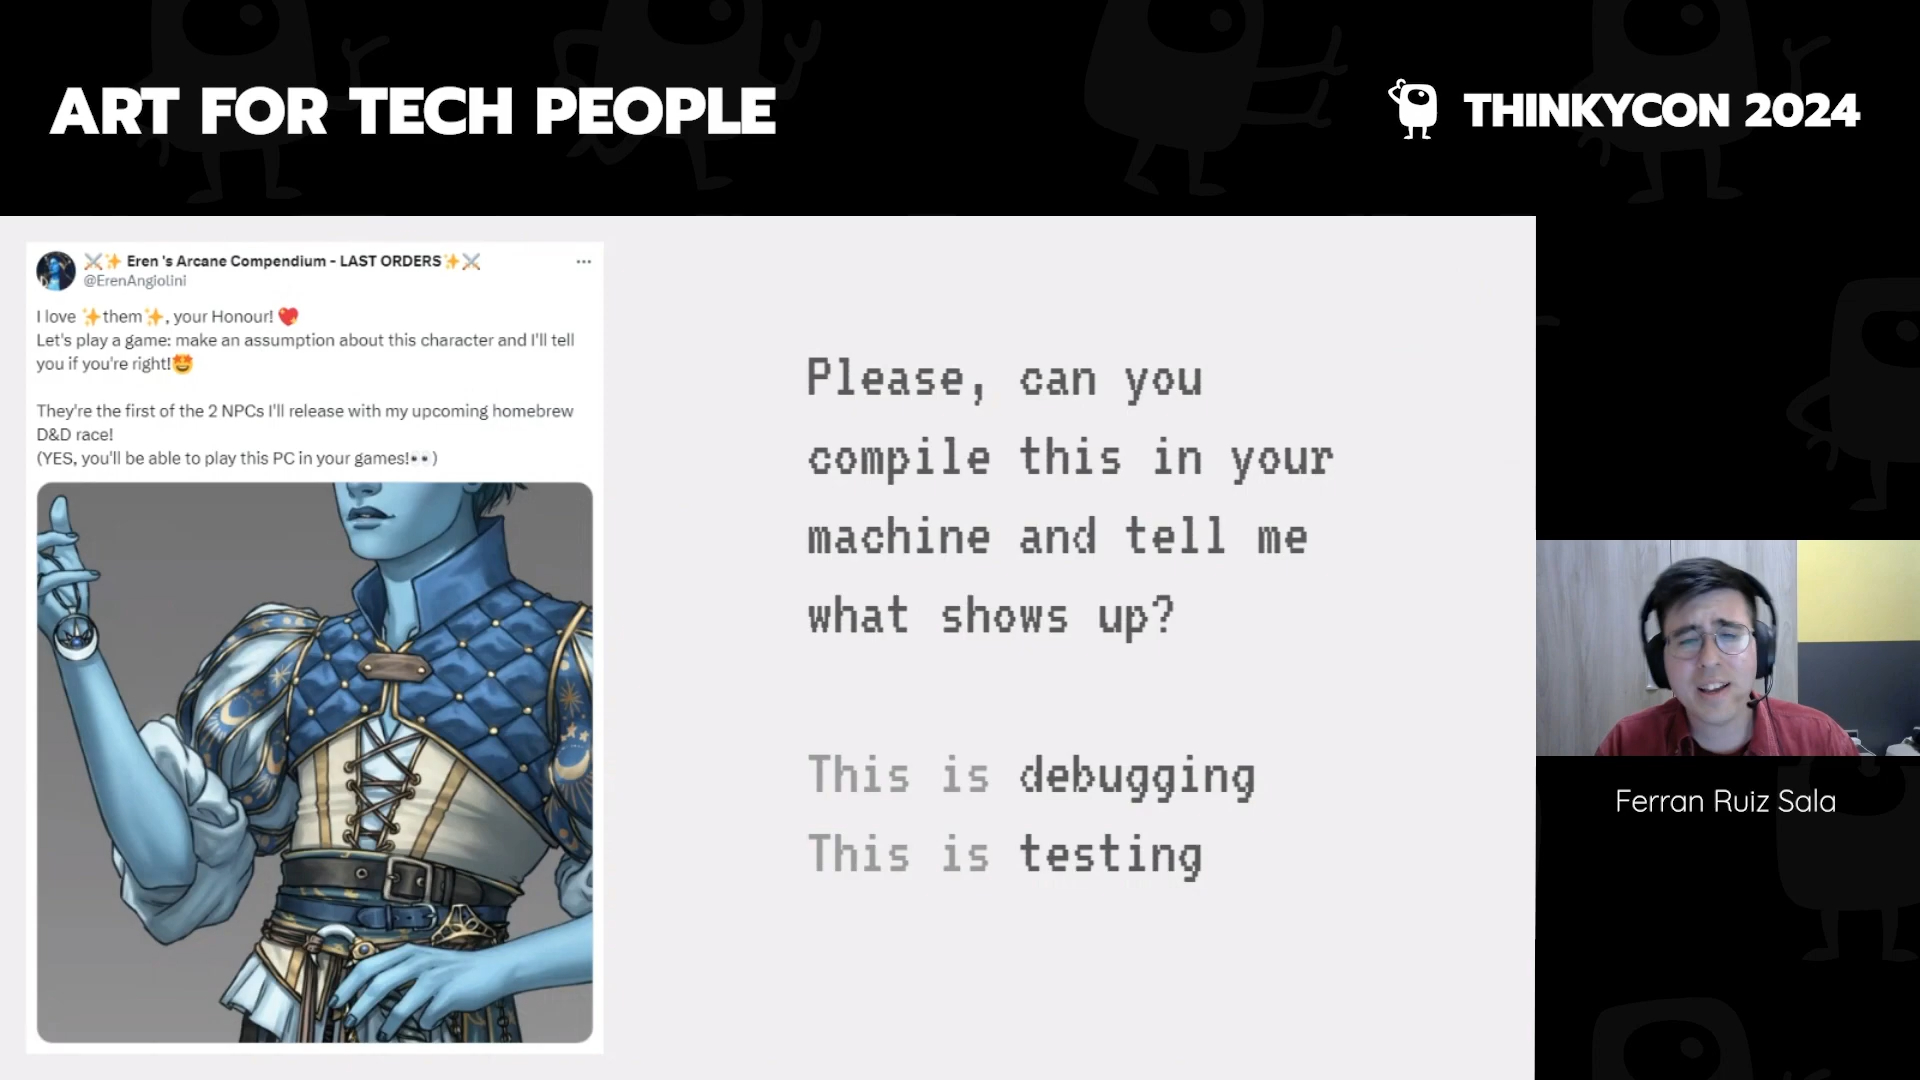 ART FOR TECH PEOPLE
THINKYCON 2024
⚔️✨ Eren 's Arcane Compendium - LAST ORDERS✨⚔️
@ErenAngiolini
I love ✨them✨, your Honour! 💖
Let's play a game: make an assumption about this character and I'll tell
you if you're right!🤩
They're the first of the 2 NPCs I'll release with my upcoming homebrew
D&D race!
(YES, you'll be able to play this PC in your games!👀)
Please, can you
compile this in your
machine and tell me
what shows up?
This is debugging
This is testing
Ferran Ruiz Sala